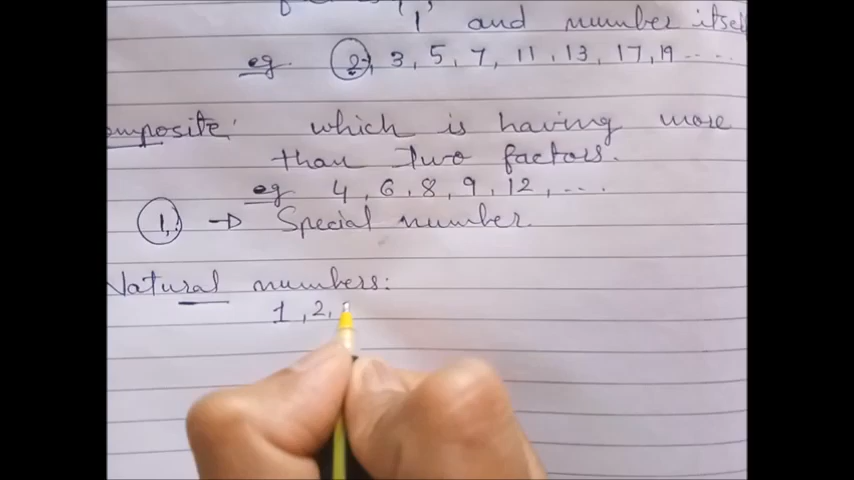 '1' and number itself
eg. 2, 3, 5, 7, 11, 13, 17, 19 ....
omposite: which is having more
than Two factors.
eg 4, 6, 8, 9, 12, ....
1, → Special number
Natural numbers:
1, 2,